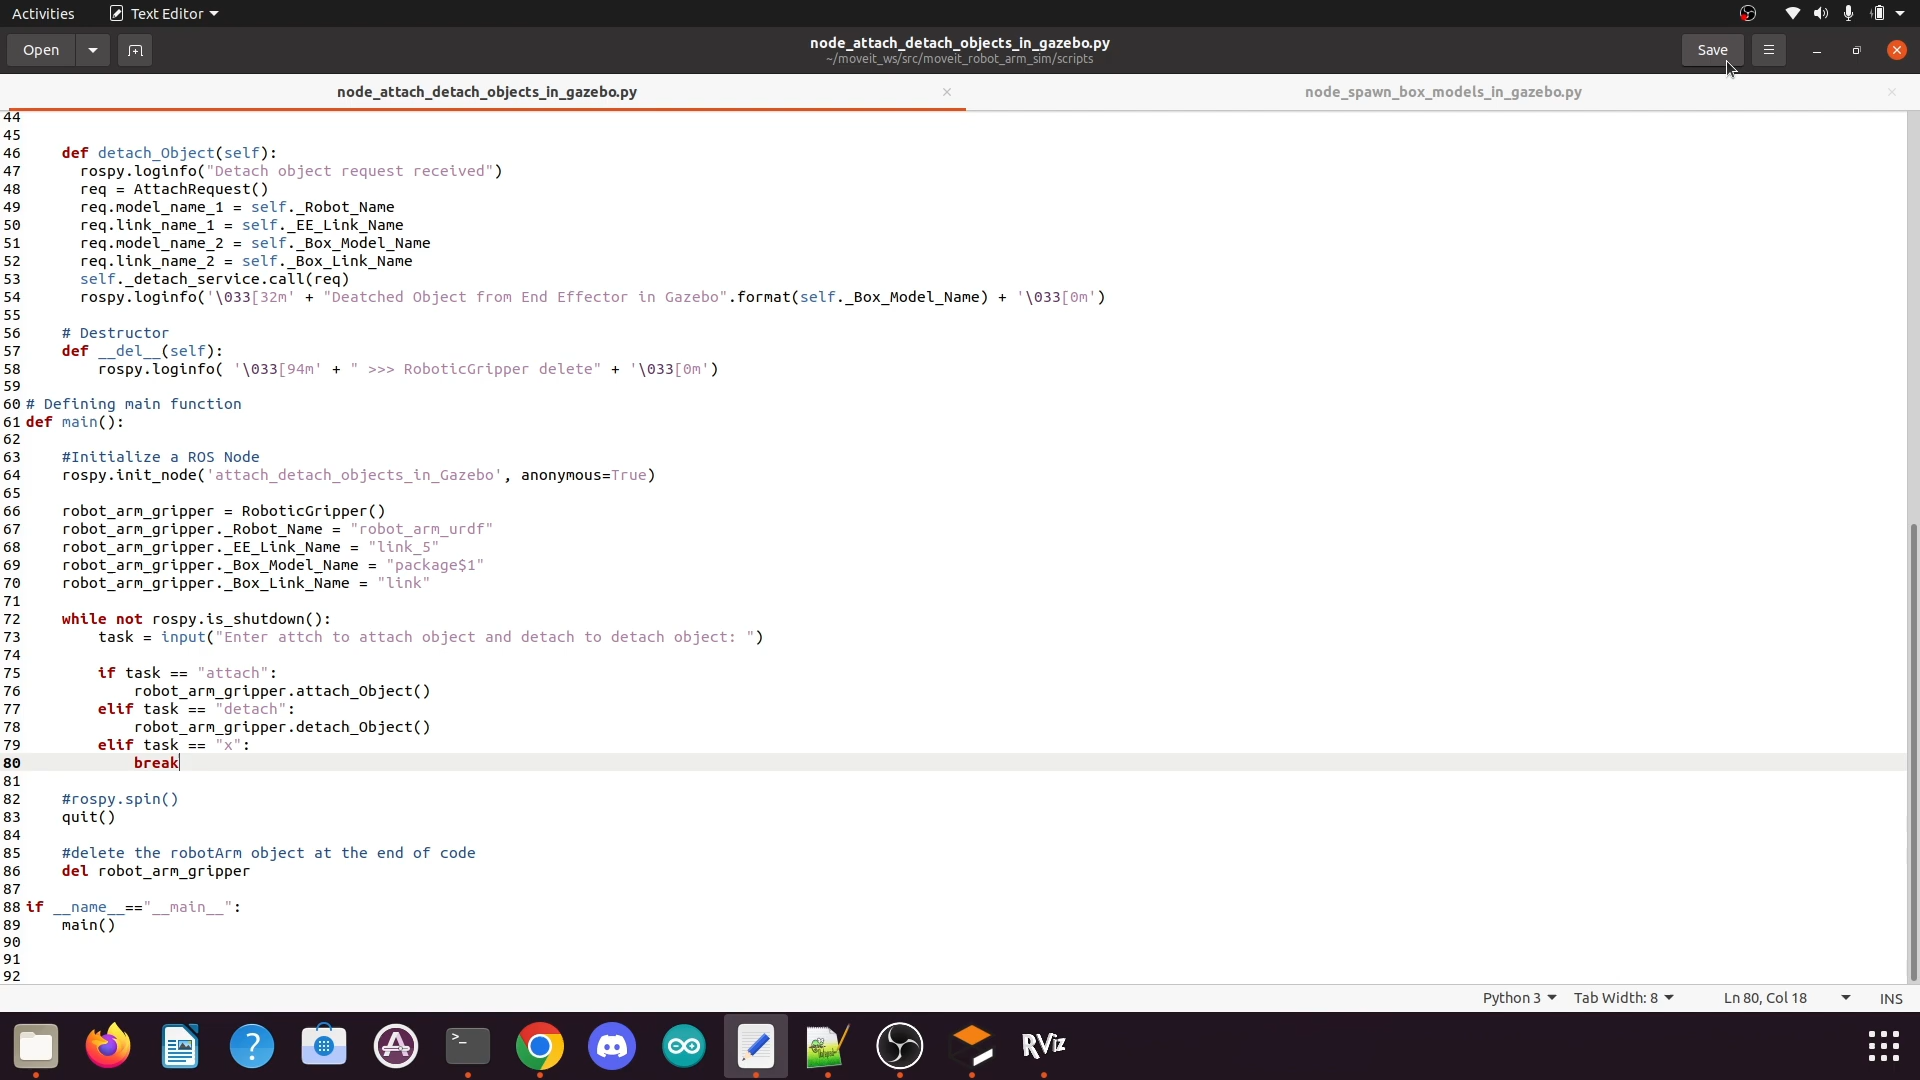 Activities Text Editor
Open
node_attach_detach_objects_in_gazebo.py
~/moveit_ws/src/moveit_robot_arm_sim/scripts
Save
node_attach_detach_objects_in_gazebo.py
node_spawn_box_models_in_gazebo.py
44
45
46 def detach_Object(self):
47 rospy.loginfo("Detach object request received")
48 req = AttachRequest()
49 req.model_name_1 = self._Robot_Name
50 req.link_name_1 = self._EE_Link_Name
51 req.model_name_2 = self._Box_Model_Name
52 req.link_name_2 = self._Box_Link_Name
53 self._detach_service.call(req)
54 rospy.loginfo('\033[32m' + "Deatched Object from End Effector in Gazebo".format(self._Box_Model_Name) + '\033[0m')
55
56 # Destructor
57 def __del__(self):
58 rospy.loginfo( '\033[94m' + " >>> RoboticGripper delete" + '\033[0m')
59
60 # Defining main function
61 def main():
62
63 #Initialize a ROS Node
64 rospy.init_node('attach_detach_objects_in_Gazebo', anonymous=True)
65
66 robot_arm_gripper = RoboticGripper()
67 robot_arm_gripper._Robot_Name = "robot_arm_urdf"
68 robot_arm_gripper._EE_Link_Name = "link_5"
69 robot_arm_gripper._Box_Model_Name = "package$1"
70 robot_arm_gripper._Box_Link_Name = "link"
71
72 while not rospy.is_shutdown():
73 task = input("Enter attch to attach object and detach to detach object: ")
74
75 if task == "attach":
76 robot_arm_gripper.attach_Object()
77 elif task == "detach":
78 robot_arm_gripper.detach_Object()
79 elif task == "x":
80 break
81
82 #rospy.spin()
83 quit()
84
85 #delete the robotArm object at the end of code
86 del robot_arm_gripper
87
88 if __name__=="__main__":
89 main()
90
91
92
Python 3 Tab Width: 8 Ln 80, Col 18 INS
RViz